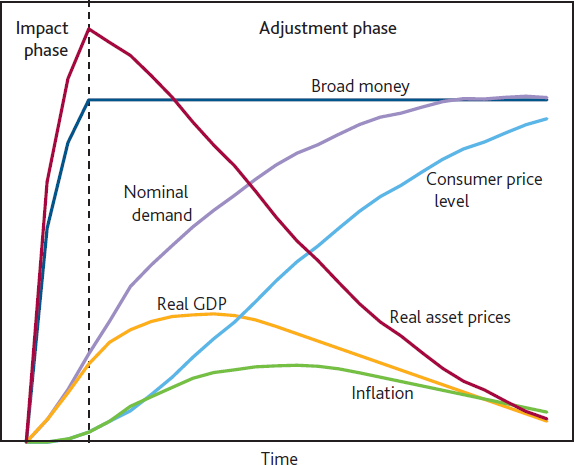 Impact
phase
Adjustment phase
Broad money
Nominal
demand
Consumer price
level
Real GDP
Real asset prices
Inflation
Time